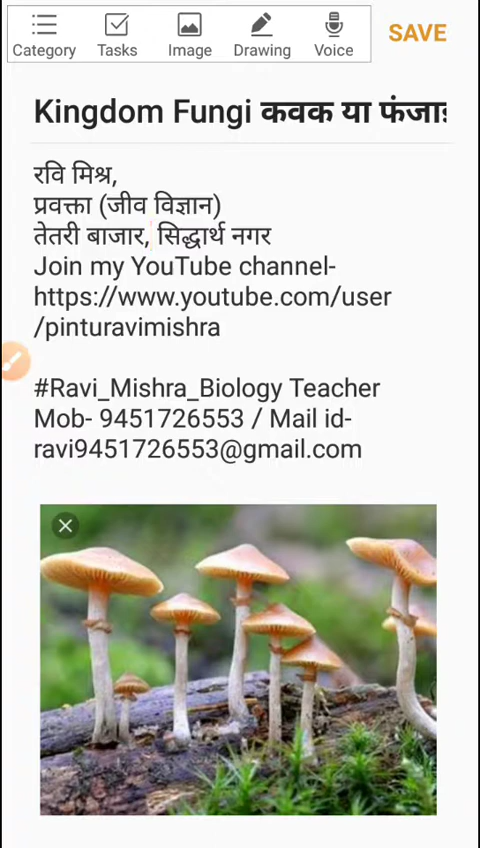 Category Tasks Image Drawing Voice SAVE
Kingdom Fungi कवक या
रवि मिश्र,
प्रवक्ता (जीव विज्ञान)
तेतरी बाजार, सिद्धार्थ नगर
Join my YouTube channel-
https://www.youtube.com/user
/pinturavimishra
#Ravi_Mishra_Biology Teacher
Mob- 9451726553 / Mail id-
ravi9451726553@gmail.com